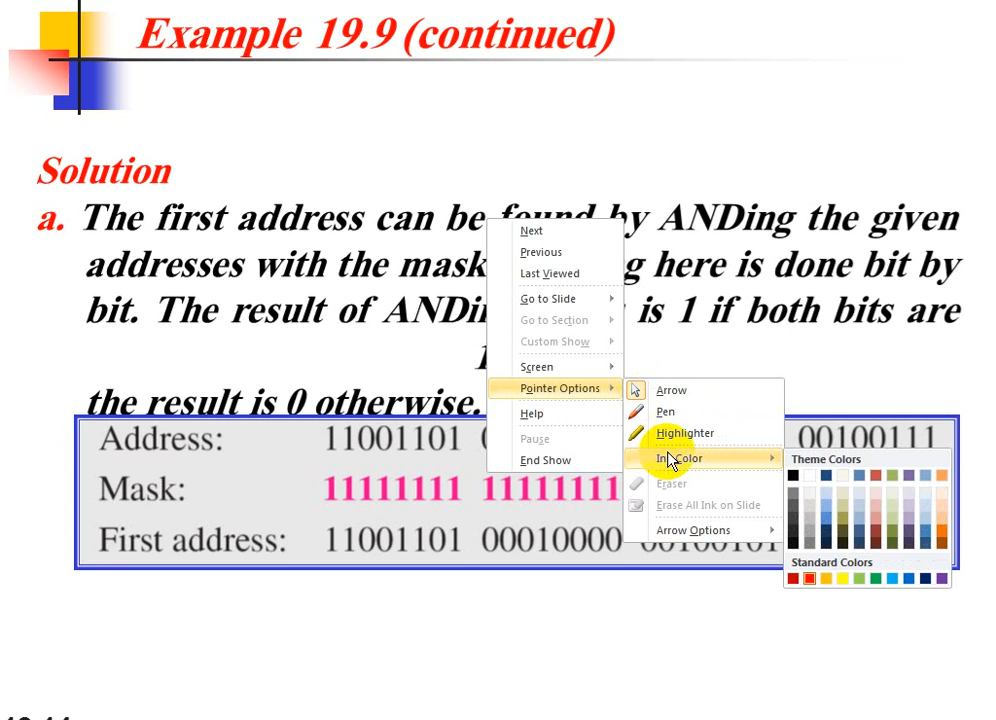 Example 19.9 (continued)
Solution
a. The first address can be found by ANDing the given
addresses with the mask here is done bit by
bit. The result of is 1 if both bits are
the result is 0 otherwise.
Address: 11001101 00100111
Mask: 11111111 11111111
First address: 11001101 00010000
Next
Previous
Last Viewed
Go to Slide
Go to Section
Custom Show
Screen
Pointer Options
Help
Pause
End Show
Arrow
Pen
Highlighter
Ink Color
Eraser
Erase All Ink on Slide
Arrow Options
Theme Colors
Standard Colors